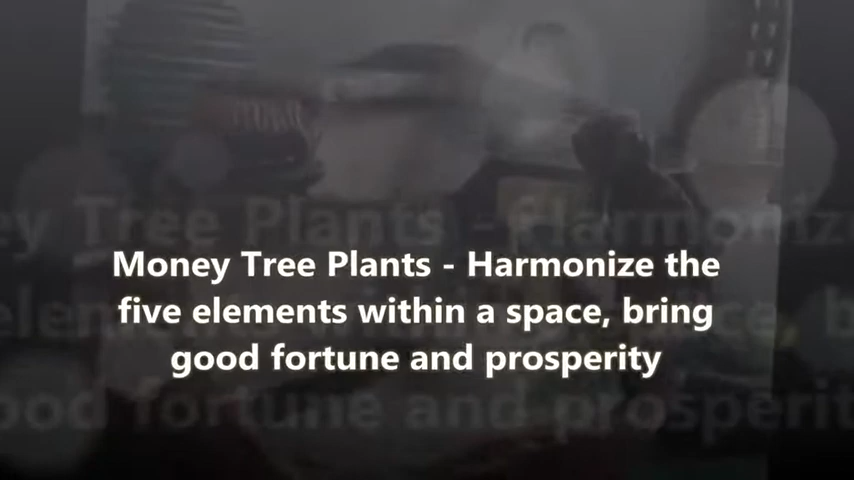 Money Tree Plants - Harmonize the
five elements within a space, bring
good fortune and prosperity